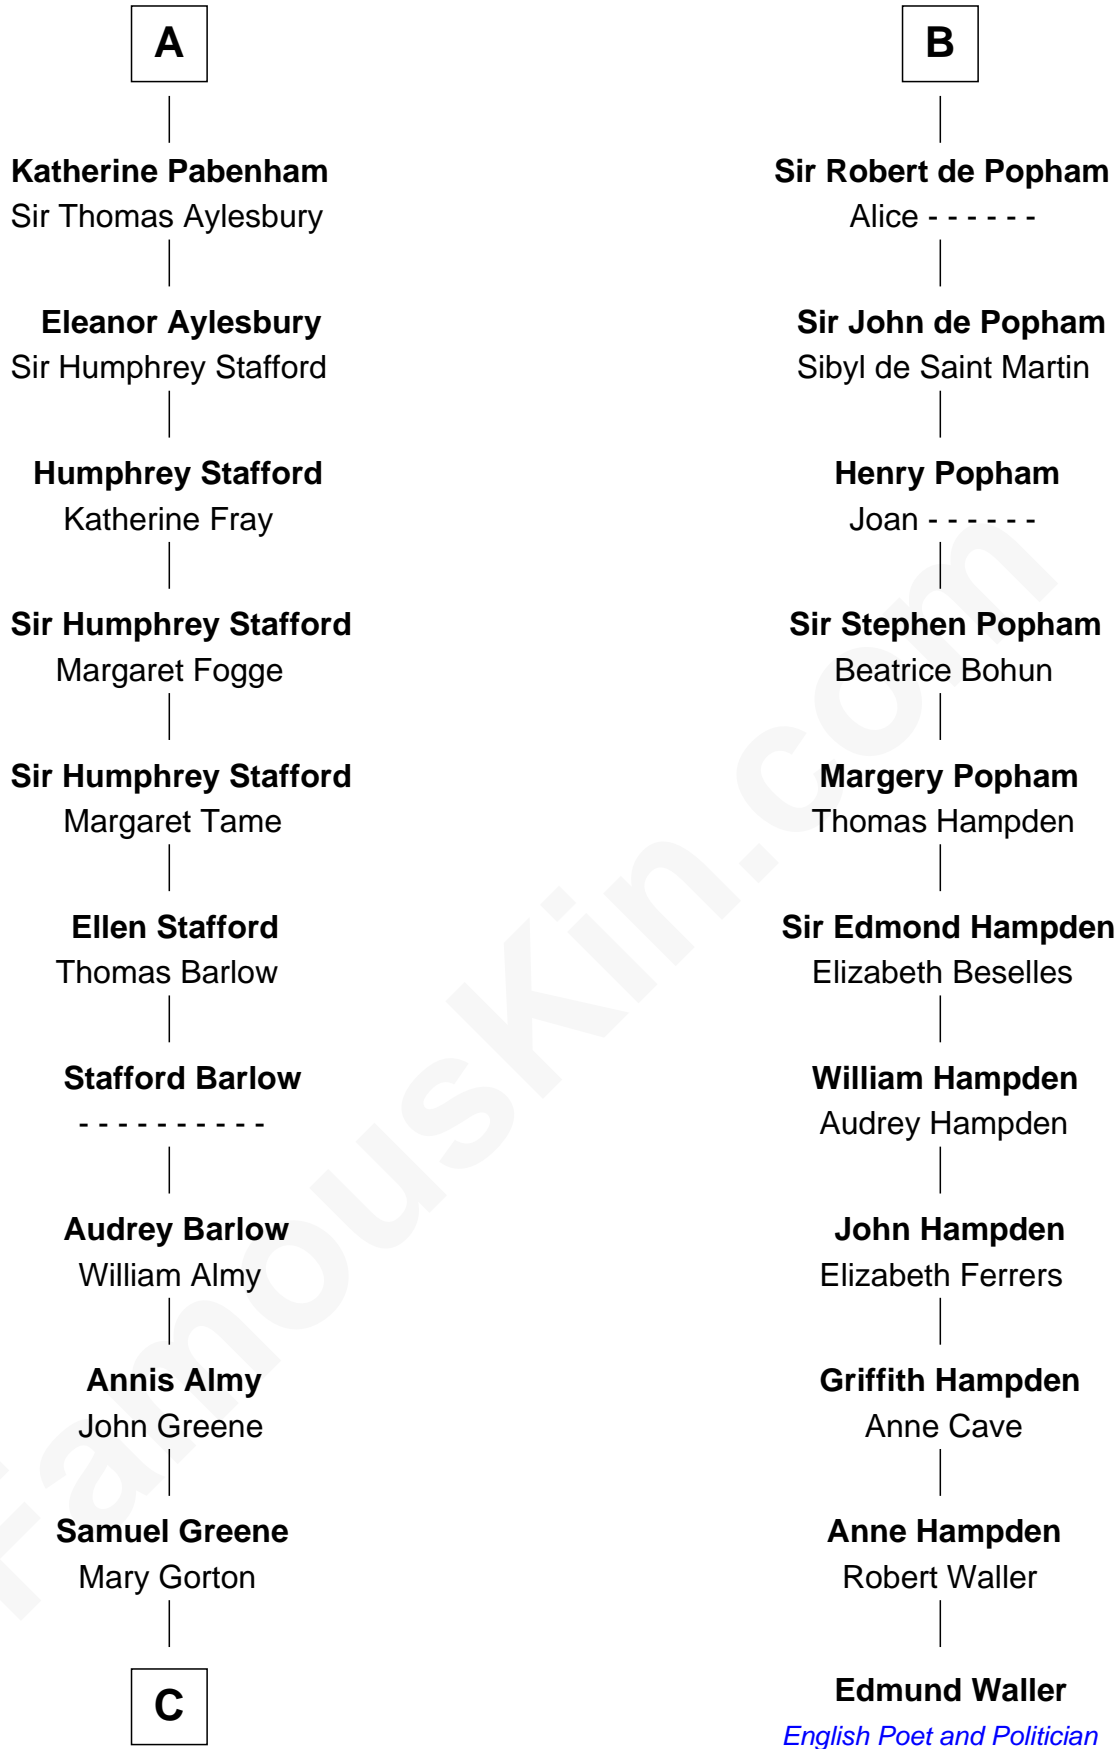 A
Katherine Pabenham
Sir Thomas Aylesbury
Eleanor Aylesbury
Sir Humphrey Stafford
Humphrey Stafford
Katherine Fray
Sir Humphrey Stafford
Margaret Fogge
Sir Humphrey Stafford
Margaret Tame
Ellen Stafford
Thomas Barlow
Stafford Barlow
- - - - - - - - - -
Audrey Barlow
William Almy
Annis Almy
John Greene
Samuel Greene
Mary Gorton
C
B
Sir Robert de Popham
Alice - - - - - -
Sir John de Popham
Sibyl de Saint Martin
Henry Popham
Joan - - - - - -
Sir Stephen Popham
Beatrice Bohun
Margery Popham
Thomas Hampden
Sir Edmond Hampden
Elizabeth Beselles
William Hampden
Audrey Hampden
John Hampden
Elizabeth Ferrers
Griffith Hampden
Anne Cave
Anne Hampden
Robert Waller
Edmund Waller
English Poet and Politician
FamousKin.com